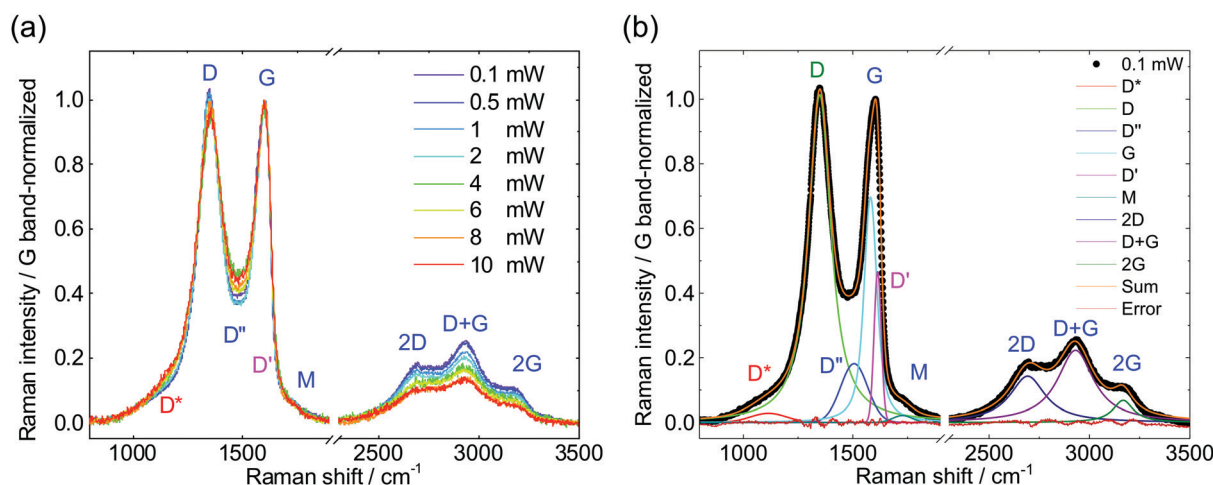 (a)
Raman intensity / G band-normalized
1.0
0.8
0.6
0.4
0.2
0.0
D
G
D*
D"
D'
M
2D
D+G
2G
0.1 mW
0.5 mW
1 mW
2 mW
4 mW
6 mW
8 mW
10 mW
1000
1500
2500
3000
3500
Raman shift / cm⁻¹
(b)
Raman intensity / G band-normalized
1.0
0.8
0.6
0.4
0.2
0.0
D
G
D*
D"
D'
M
2D
D+G
2G
0.1 mW
D*
D
D"
G
D'
M
2D
D+G
2G
Sum
Error
1000
1500
2500
3000
3500
Raman shift / cm⁻¹